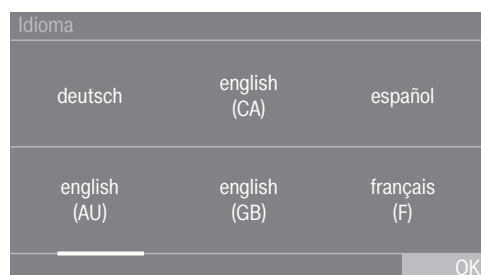 Idioma
deutsch
english
(CA)
español
english
(AU)
english
(GB)
français
(F)
OK